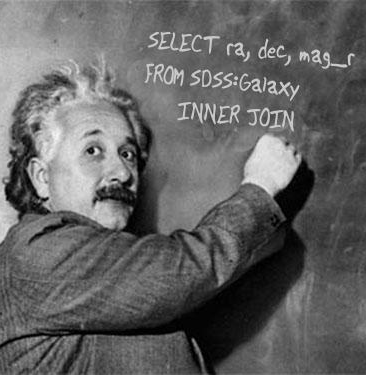 SELECT ra, dec, mag_r
FROM SDSS:Galaxy
INNER JOIN